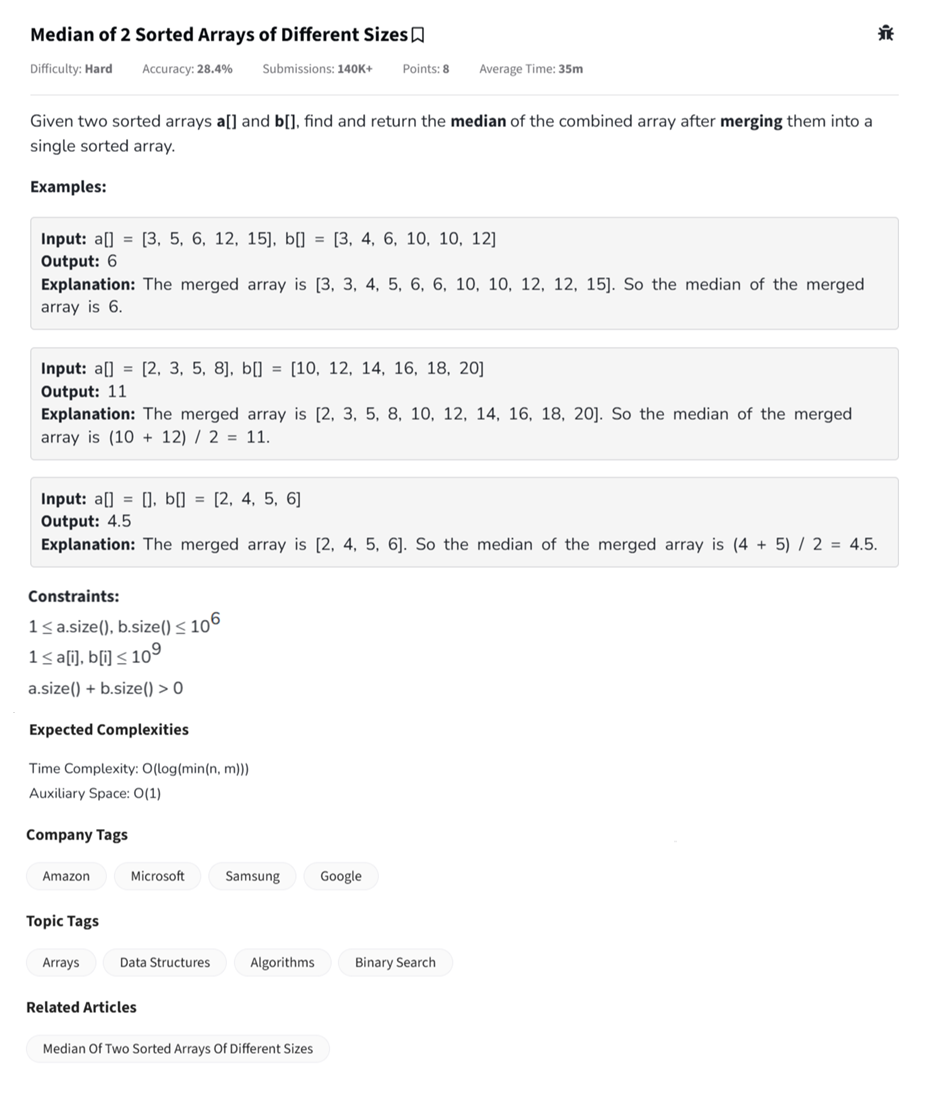 Median of 2 Sorted Arrays of Different Sizes
Difficulty: Hard Accuracy: 28.4% Submissions: 140K+ Points: 8 Average Time: 35m
Given two sorted arrays a[] and b[], find and return the median of the combined array after merging them into a
single sorted array.
Examples:
Input: a[] = [3, 5, 6, 12, 15], b[] = [3, 4, 6, 10, 10, 12]
Output: 6
Explanation: The merged array is [3, 3, 4, 5, 6, 6, 10, 10, 12, 12, 15]. So the median of the merged
array is 6.
Input: a[] = [2, 3, 5, 8], b[] = [10, 12, 14, 16, 18, 20]
Output: 11
Explanation: The merged array is [2, 3, 5, 8, 10, 12, 14, 16, 18, 20]. So the median of the merged
array is (10 + 12) / 2 = 11.
Input: a[] = [], b[] = [2, 4, 5, 6]
Output: 4.5
Explanation: The merged array is [2, 4, 5, 6]. So the median of the merged array is (4 + 5) / 2 = 4.5.
Constraints:
1 ≤ a.size(), b.size() ≤ 10⁶
1 ≤ a[i], b[i] ≤ 10⁹
a.size() + b.size() > 0
Expected Complexities
Time Complexity: O(log(min(n, m)))
Auxiliary Space: O(1)
Company Tags
Amazon Microsoft Samsung Google
Topic Tags
Arrays Data Structures Algorithms Binary Search
Related Articles
Median Of Two Sorted Arrays Of Different Sizes